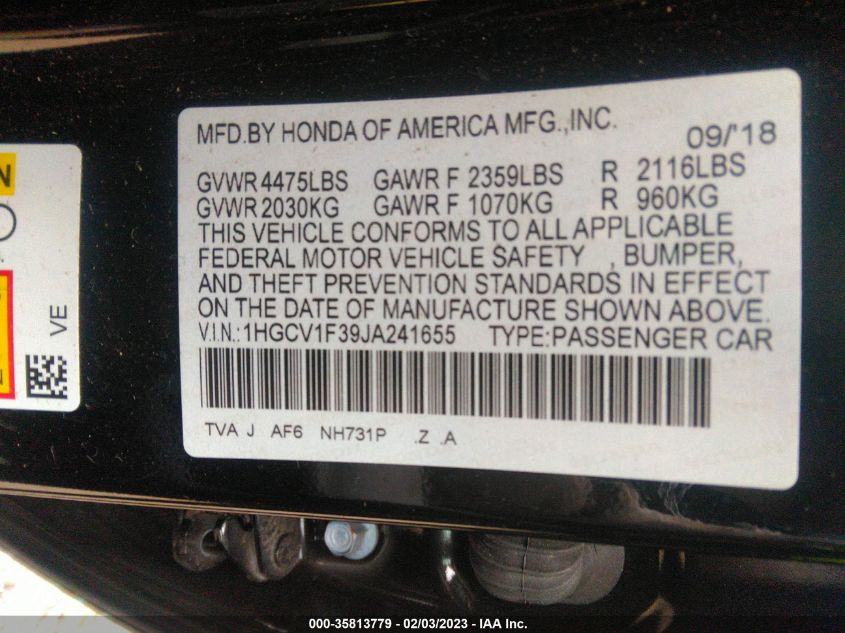 MFD.BY HONDA OF AMERICA MFG.,INC. 09/'18
GVWR 4475LBS GAWR F 2359LBS R 2116LBS
GVWR 2030KG GAWR F 1070KG R 960KG
THIS VEHICLE CONFORMS TO ALL APPLICABLE
FEDERAL MOTOR VEHICLE SAFETY , BUMPER,
AND THEFT PREVENTION STANDARDS IN EFFECT
ON THE DATE OF MANUFACTURE SHOWN ABOVE.
V.I.N.:1HGCV1F39JA241655 TYPE:PASSENGER CAR
TVA J AF6 NH731P .Z .A
N
VE
000-35813779 - 02/03/2023 - IAA Inc.